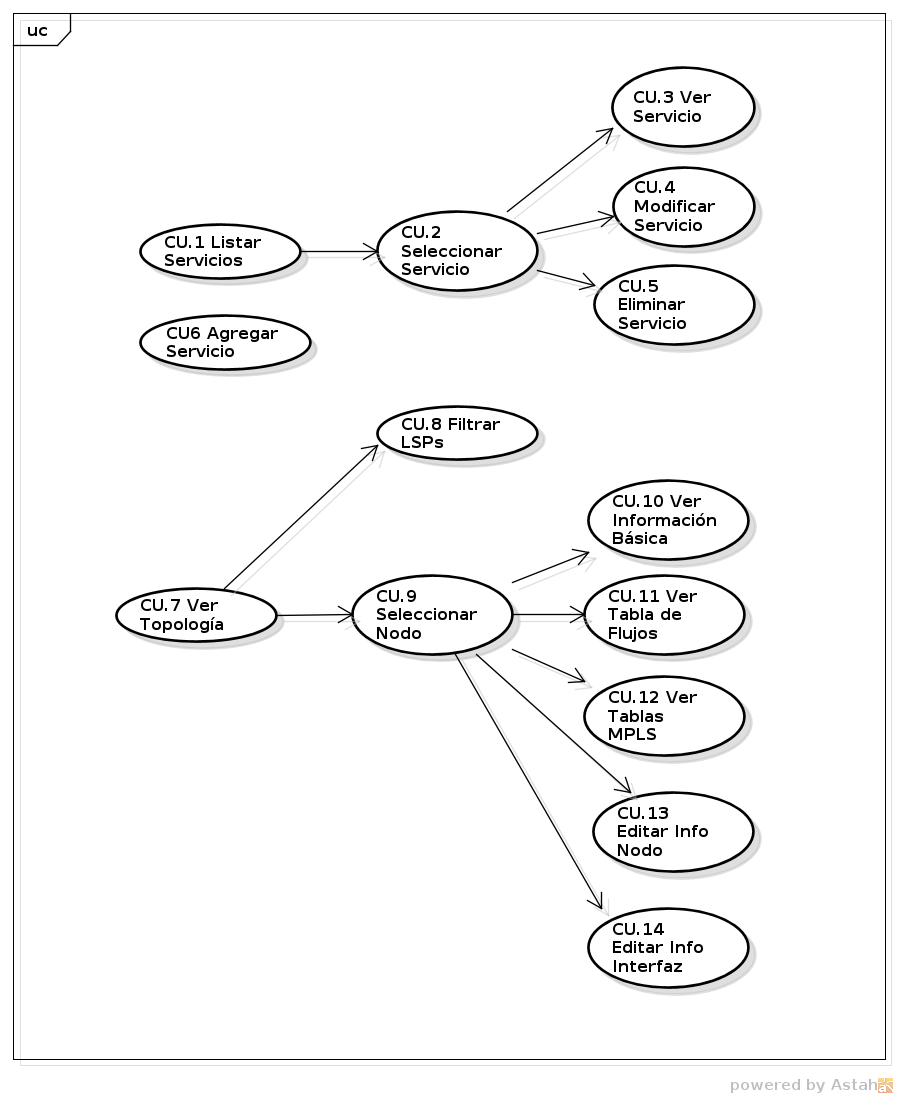 uc
CU.3 Ver
Servicio
CU.4
Modificar
Servicio
CU.1 Listar
Servicios
CU.2
Seleccionar
Servicio
CU.5
Eliminar
Servicio
CU6 Agregar
Servicio
CU.8 Filtrar
LSPs
CU.10 Ver
Información
Básica
CU.7 Ver
Topología
CU.9
Seleccionar
Nodo
CU.11 Ver
Tabla de
Flujos
CU.12 Ver
Tablas
MPLS
CU.13
Editar Info
Nodo
CU.14
Editar Info
Interfaz
powered by Astah